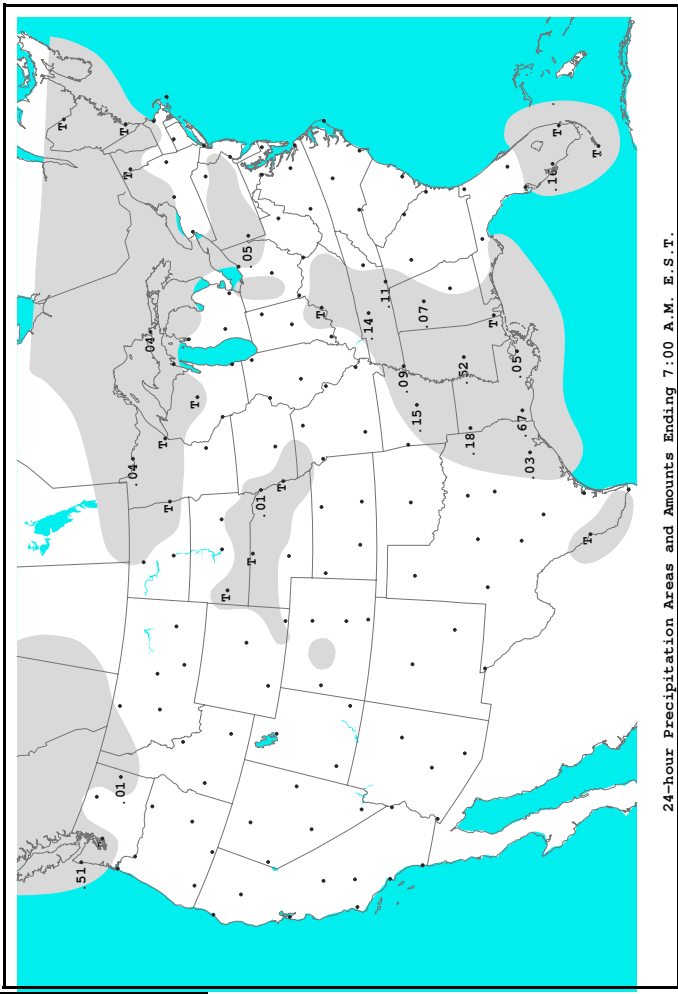 T
.51
T
.01
T
T
.04
.04
T
T
T
T
.05
T
.01
T
T
.14
.11
.09
.15
.07
.52
.18
T
.05
.67
.03
.16
T
T
T
24-hour Precipitation Areas and Amounts Ending 7:00 A.M. E.S.T.